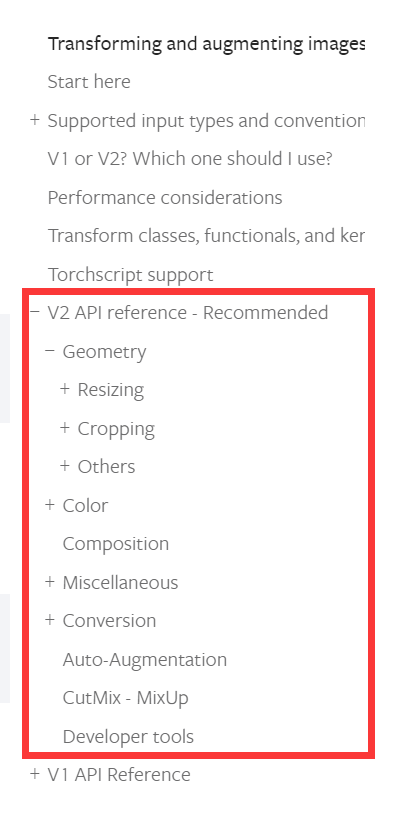 Transforming and augmenting images
Start here
+ Supported input types and convention
V1 or V2? Which one should I use?
Performance considerations
Transform classes, functionals, and ker
Torchscript support
− V2 API reference - Recommended
− Geometry
+ Resizing
+ Cropping
+ Others
+ Color
Composition
+ Miscellaneous
+ Conversion
Auto-Augmentation
CutMix - MixUp
Developer tools
+ V1 API Reference